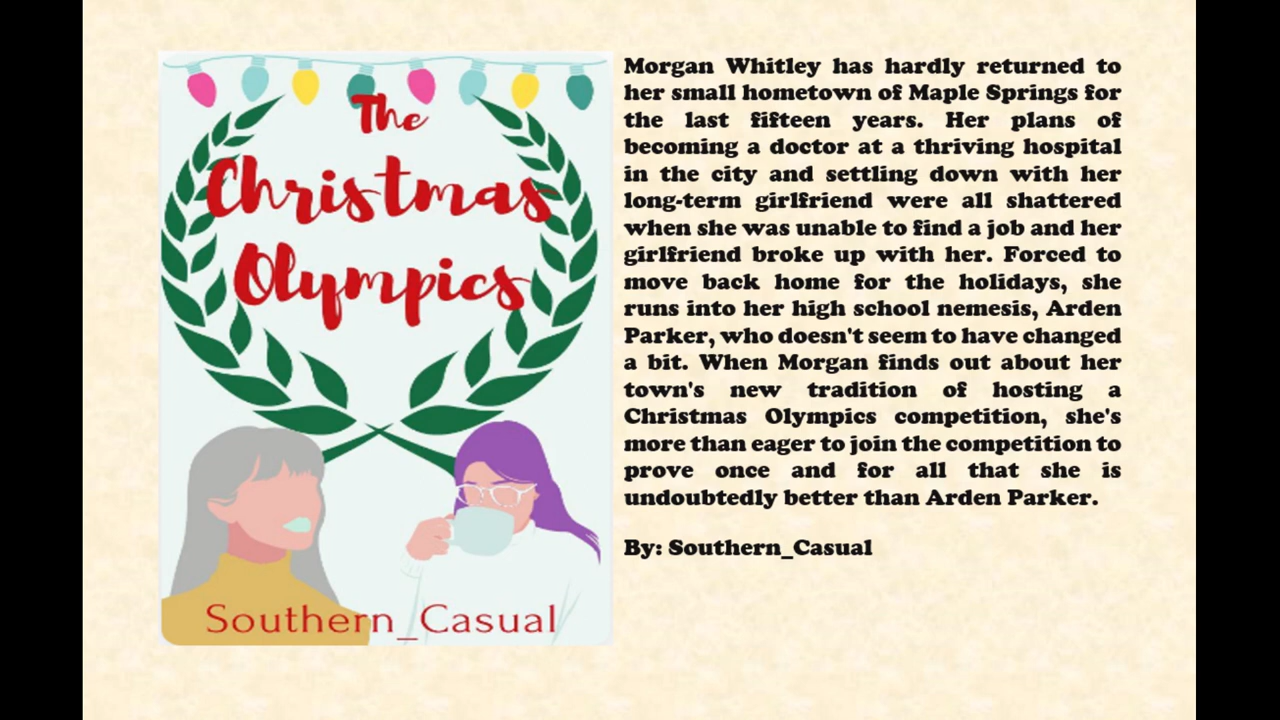 The
Christmas
Olympics
Southern_Casual
Morgan Whitley has hardly returned to
her small hometown of Maple Springs for
the last fifteen years. Her plans of
becoming a doctor at a thriving hospital
in the city and settling down with her
long-term girlfriend were all shattered
when she was unable to find a job and her
girlfriend broke up with her. Forced to
move back home for the holidays, she
runs into her high school nemesis, Arden
Parker, who doesn't seem to have changed
a bit. When Morgan finds out about her
town's new tradition of hosting a
Christmas Olympics competition, she's
more than eager to join the competition to
prove once and for all that she is
undoubtedly better than Arden Parker.
By: Southern_Casual